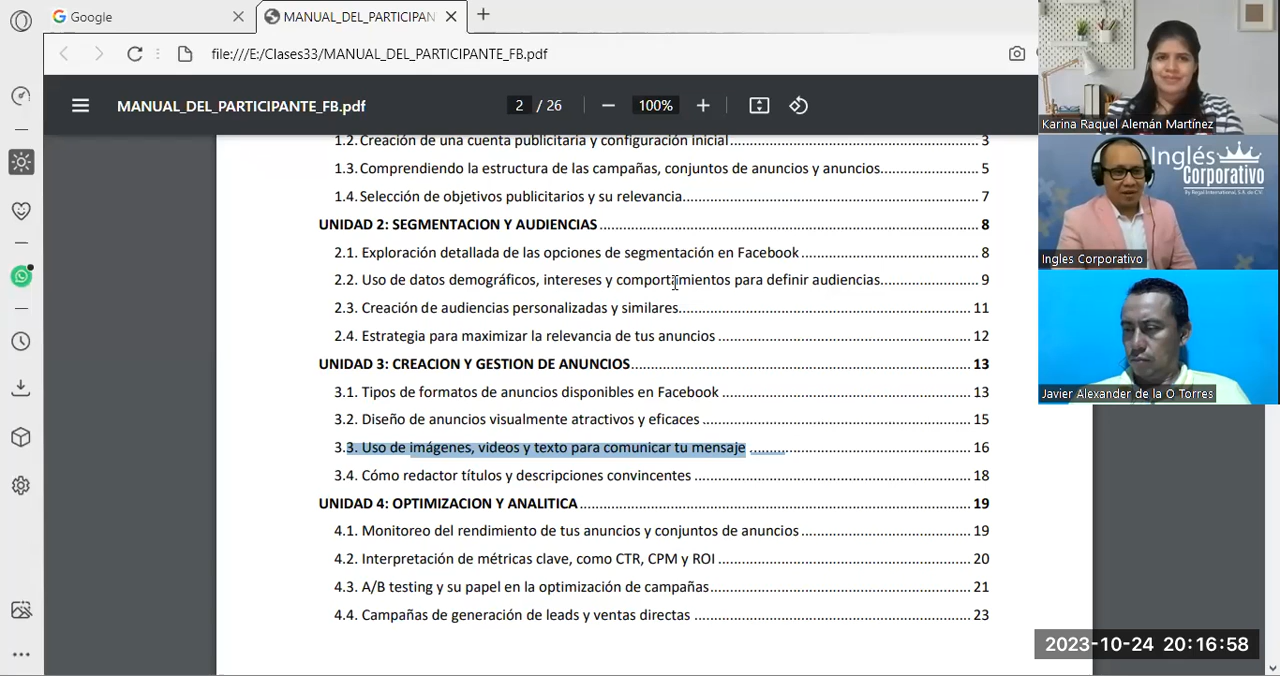 Google
MANUAL_DEL_PARTICIPAN
file:///E:/Clases33/MANUAL_DEL_PARTICIPANTE_FB.pdf
MANUAL_DEL_PARTICIPANTE_FB.pdf
2 / 26
100%
1.2. Creación de una cuenta publicitaria y configuración inicial 3
1.3. Comprendiendo la estructura de las campañas, conjuntos de anuncios y anuncios 5
1.4. Selección de objetivos publicitarios y su relevancia 7
UNIDAD 2: SEGMENTACION Y AUDIENCIAS 8
2.1. Exploración detallada de las opciones de segmentación en Facebook 8
2.2. Uso de datos demográficos, intereses y comportamientos para definir audiencias 9
2.3. Creación de audiencias personalizadas y similares 11
2.4. Estrategia para maximizar la relevancia de tus anuncios 12
UNIDAD 3: CREACION Y GESTION DE ANUNCIOS 13
3.1. Tipos de formatos de anuncios disponibles en Facebook 13
3.2. Diseño de anuncios visualmente atractivos y eficaces 15
3.3. Uso de imágenes, videos y texto para comunicar tu mensaje 16
3.4. Cómo redactor títulos y descripciones convincentes 18
UNIDAD 4: OPTIMIZACION Y ANALITICA 19
4.1. Monitoreo del rendimiento de tus anuncios y conjuntos de anuncios 19
4.2. Interpretación de métricas clave, como CTR, CPM y ROI 20
4.3. A/B testing y su papel en la optimización de campañas 21
4.4. Campañas de generación de leads y ventas directas 23
Karina Raquel Alemán Martínez
Inglés
Corporativo
By Regal International, S.A. de C.V.
Ingles Corporativo
Javier Alexander de la O Torres
2023-10-24 20:16:58